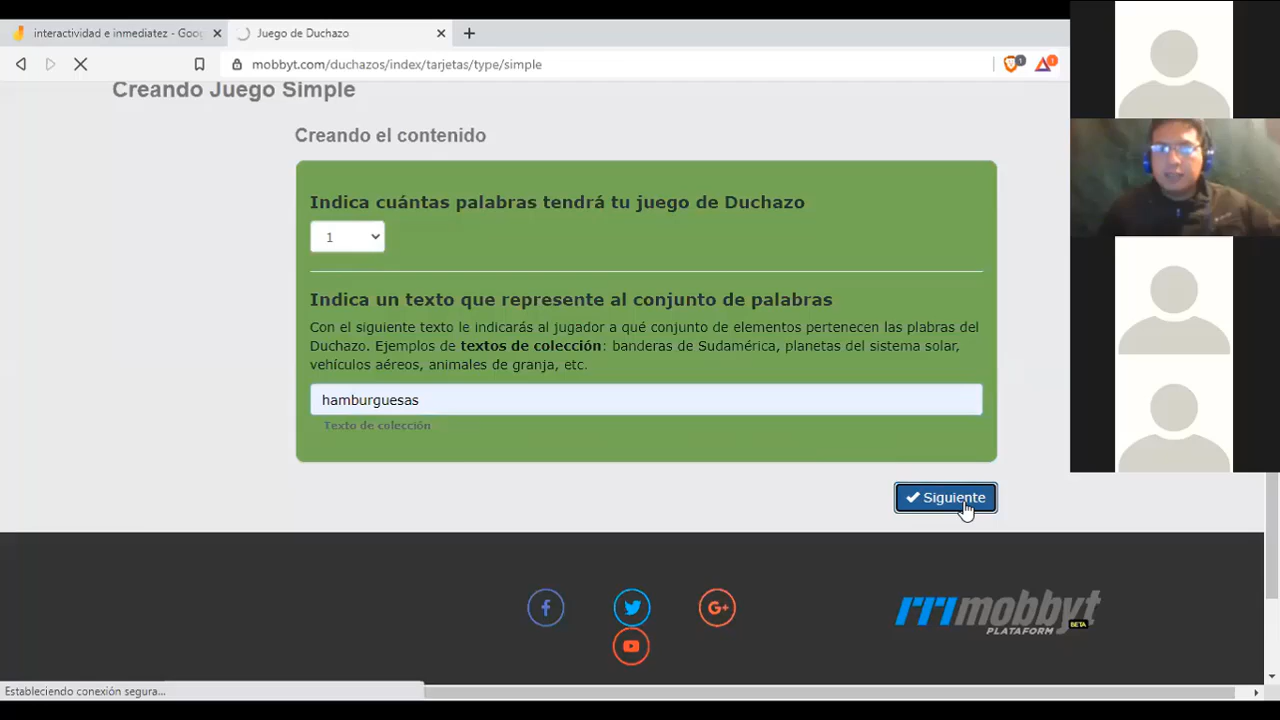 interactividad e inmediatez - Goog
Juego de Duchazo
mobbyt.com/duchazos/index/tarjetas/type/simple
1
1
Creando Juego Simple
Creando el contenido
Indica cuántas palabras tendrá tu juego de Duchazo
1
Indica un texto que represente al conjunto de palabras
Con el siguiente texto le indicarás al jugador a qué conjunto de elementos pertenecen las plabras del
Duchazo. Ejemplos de textos de colección: banderas de Sudamérica, planetas del sistema solar,
vehículos aéreos, animales de granja, etc.
hamburguesas
Texto de colección
Siguiente
mobbyt
PLATAFORM
BETA
Estableciendo conexión segura...